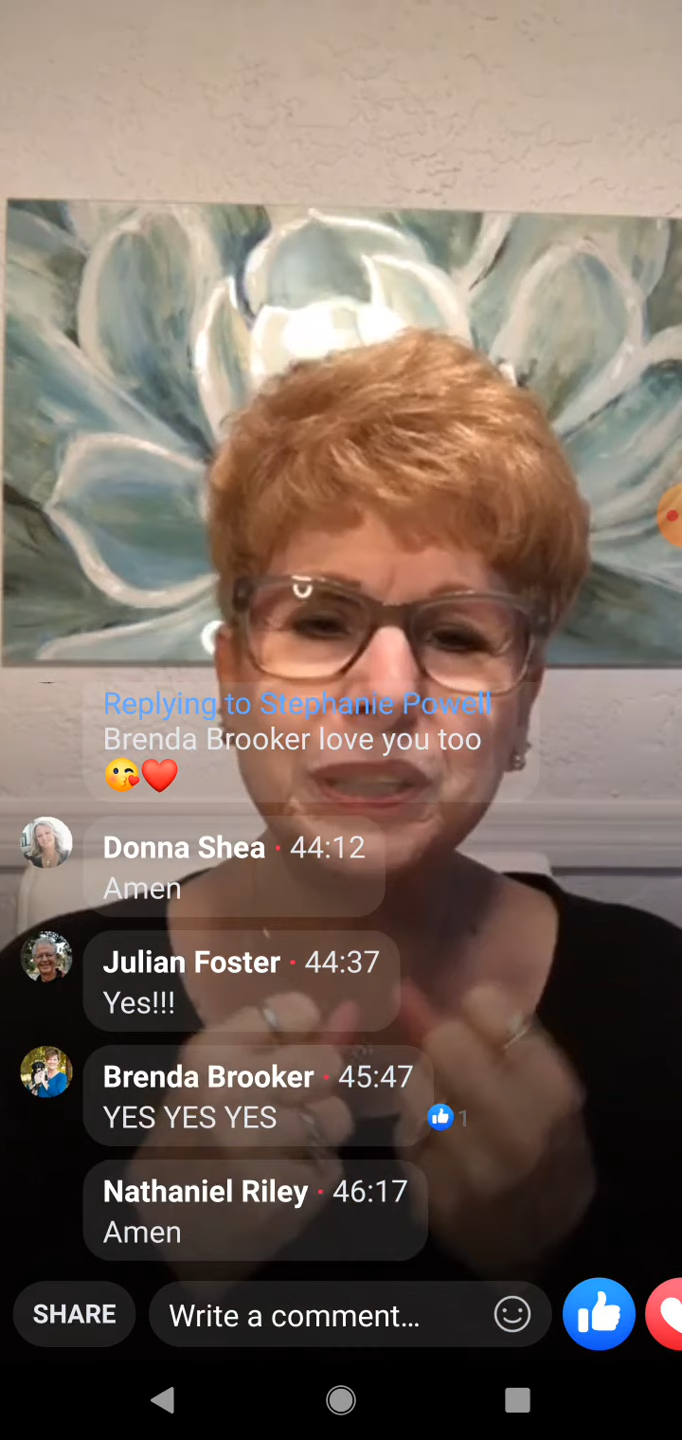 Replying to Stephanie Powell
Brenda Brooker love you too
😘❤️
Donna Shea · 44:12
Amen
Julian Foster · 44:37
Yes!!!
Brenda Brooker · 45:47
YES YES YES
1
Nathaniel Riley · 46:17
Amen
SHARE
Write a comment...